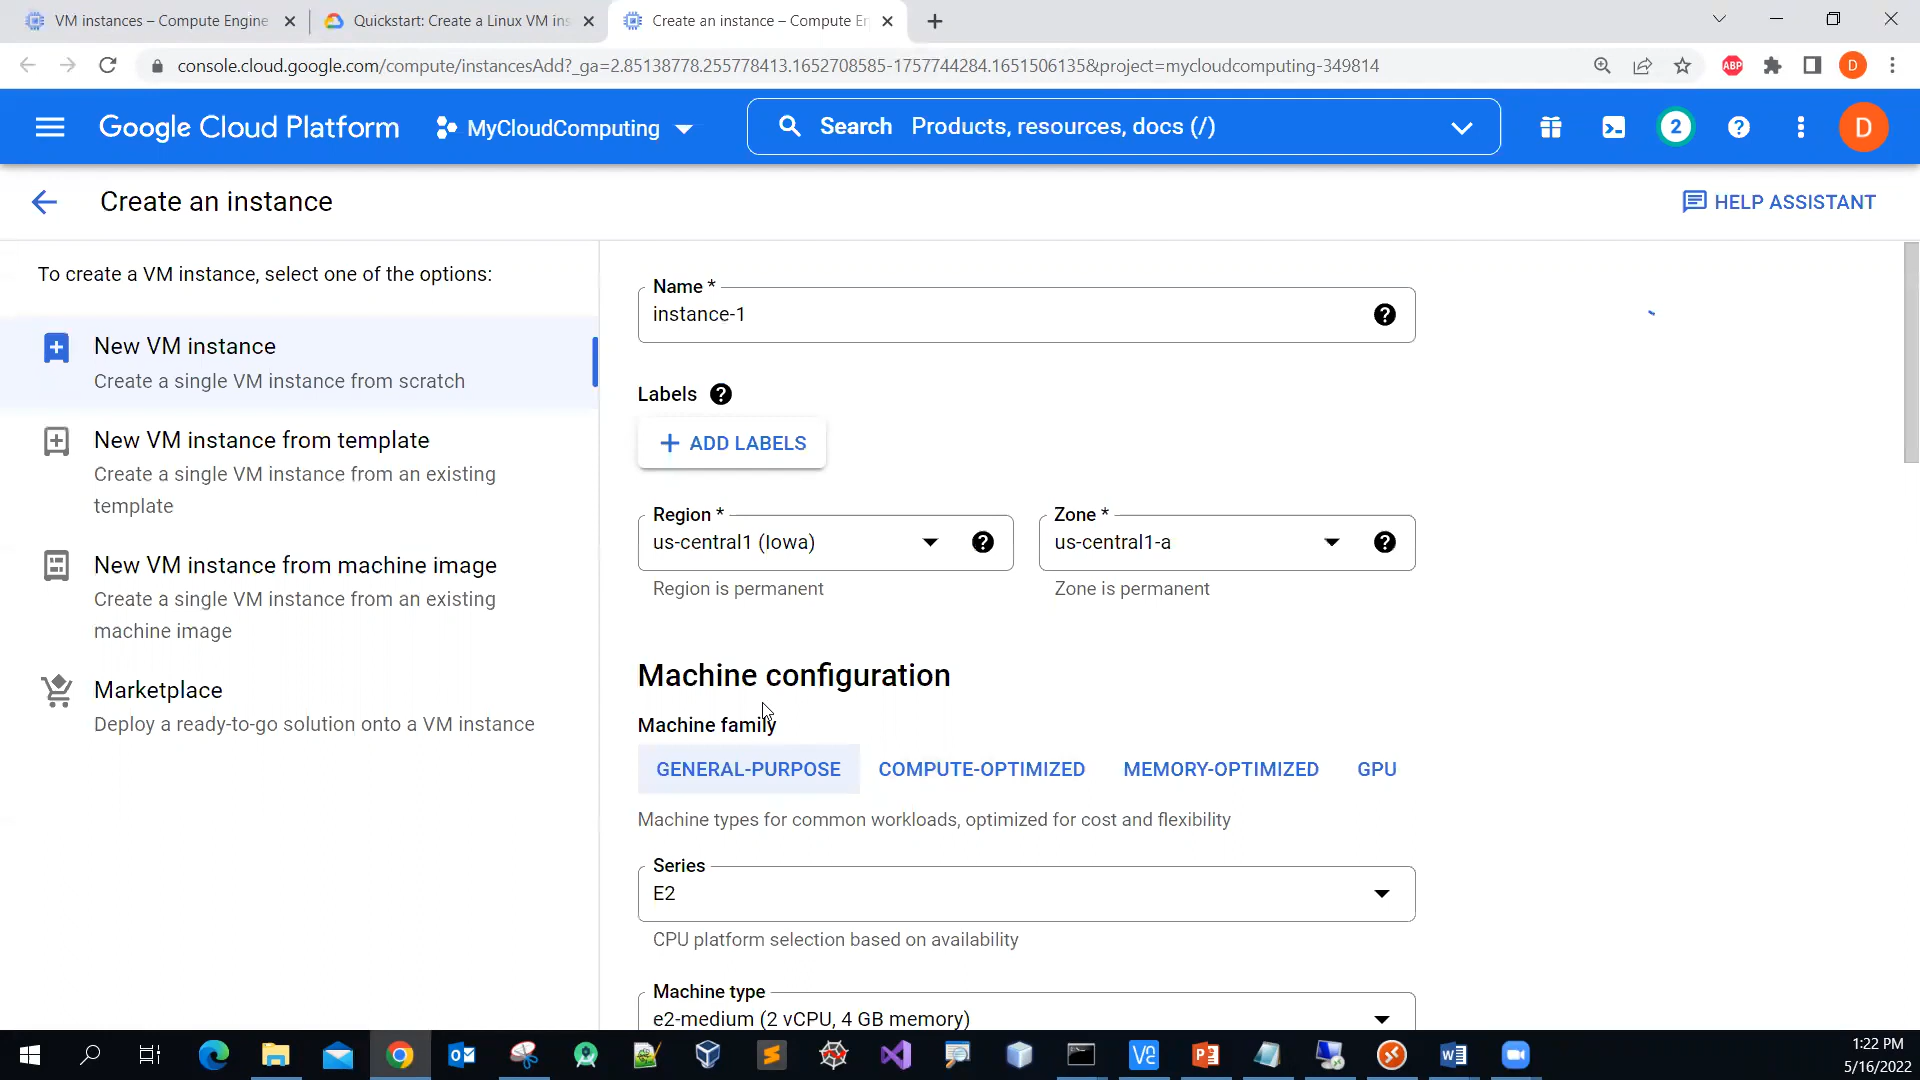 VM instances – Compute Engine
Quickstart: Create a Linux VM ins
Create an instance – Compute En
console.cloud.google.com/compute/instancesAdd?_ga=2.85138778.255778413.1652708585-1757744284.1651506135&project=mycloudcomputing-349814
ABP
D
Google Cloud Platform
MyCloudComputing
Search Products, resources, docs (/)
2
D
Create an instance
HELP ASSISTANT
To create a VM instance, select one of the options:
New VM instance
Create a single VM instance from scratch
New VM instance from template
Create a single VM instance from an existing
template
New VM instance from machine image
Create a single VM instance from an existing
machine image
Marketplace
Deploy a ready-to-go solution onto a VM instance
Name *
instance-1
Labels
ADD LABELS
Region *
us-central1 (Iowa)
Region is permanent
Zone *
us-central1-a
Zone is permanent
Machine configuration
Machine family
GENERAL-PURPOSE COMPUTE-OPTIMIZED MEMORY-OPTIMIZED GPU
Machine types for common workloads, optimized for cost and flexibility
Series
E2
CPU platform selection based on availability
Machine type
e2-medium (2 vCPU, 4 GB memory)
1:22 PM
5/16/2022